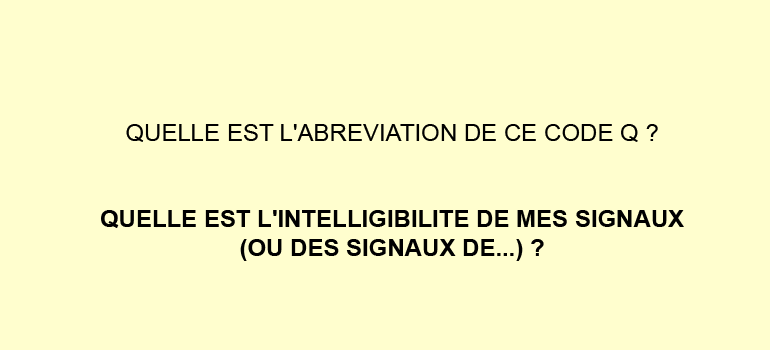 QUELLE EST L'ABREVIATION DE CE CODE Q ?
QUELLE EST L'INTELLIGIBILITE DE MES SIGNAUX
(OU DES SIGNAUX DE...) ?